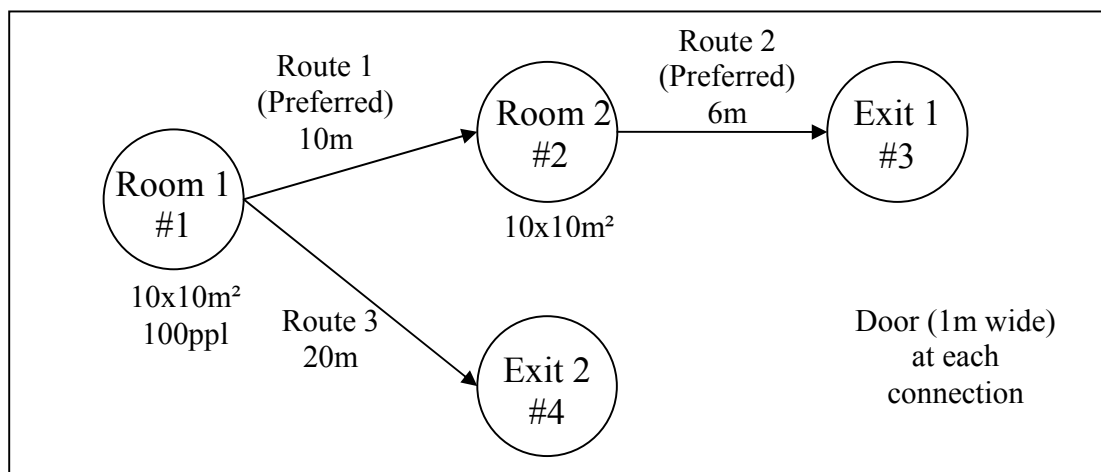 Route 1
(Preferred)
10m
Route 2
(Preferred)
6m
Room 1
#1
Room 2
#2
Exit 1
#3
10x10m²
100ppl
10x10m²
Route 3
20m
Exit 2
#4
Door (1m wide)
at each
connection